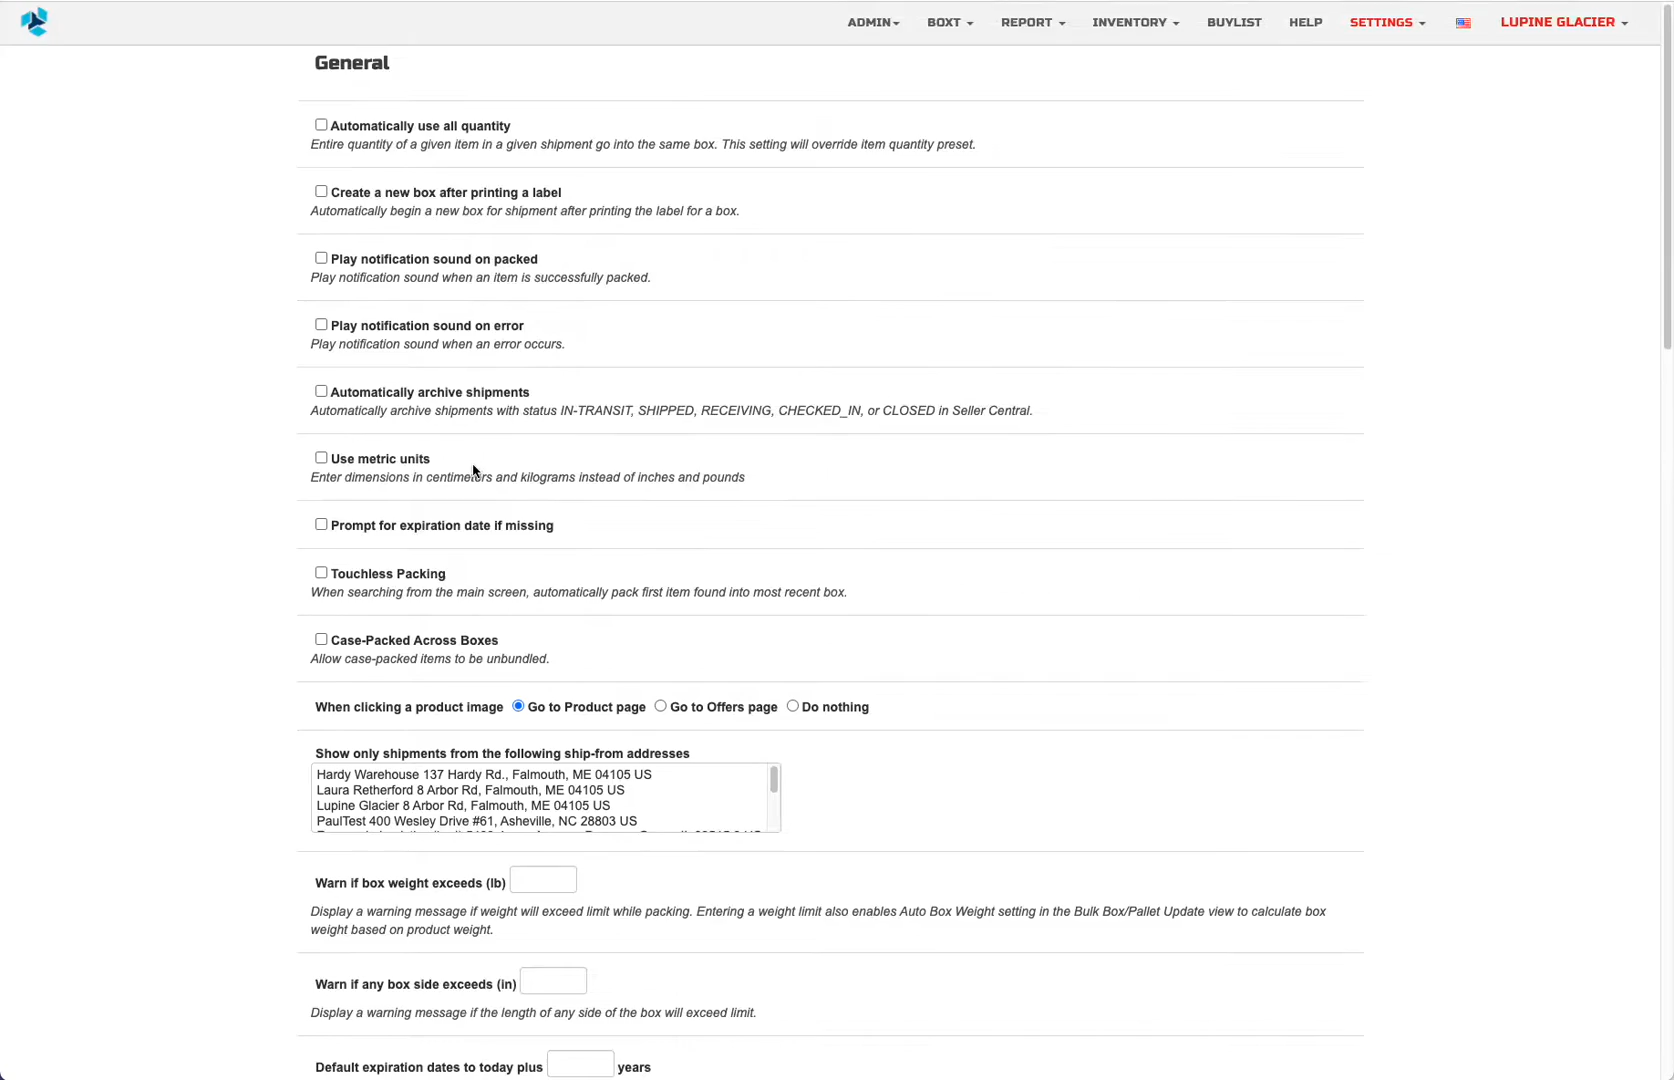 ADMIN BOXT REPORT INVENTORY BUYLIST HELP SETTINGS LUPINE GLACIER
General
Automatically use all quantity
Entire quantity of a given item in a given shipment go into the same box. This setting will override item quantity preset.
Create a new box after printing a label
Automatically begin a new box for shipment after printing the label for a box.
Play notification sound on packed
Play notification sound when an item is successfully packed.
Play notification sound on error
Play notification sound when an error occurs.
Automatically archive shipments
Automatically archive shipments with status IN-TRANSIT, SHIPPED, RECEIVING, CHECKED_IN, or CLOSED in Seller Central.
Use metric units
Enter dimensions in centimeters and kilograms instead of inches and pounds
Prompt for expiration date if missing
Touchless Packing
When searching from the main screen, automatically pack first item found into most recent box.
Case-Packed Across Boxes
Allow case-packed items to be unbundled.
When clicking a product image Go to Product page Go to Offers page Do nothing
Show only shipments from the following ship-from addresses
Hardy Warehouse 137 Hardy Rd., Falmouth, ME 04105 US
Laura Retherford 8 Arbor Rd, Falmouth, ME 04105 US
Lupine Glacier 8 Arbor Rd, Falmouth, ME 04105 US
PaulTest 400 Wesley Drive #61, Asheville, NC 28803 US
Warn if box weight exceeds (lb)
Display a warning message if weight will exceed limit while packing. Entering a weight limit also enables Auto Box Weight setting in the Bulk Box/Pallet Update view to calculate box
weight based on product weight.
Warn if any box side exceeds (in)
Display a warning message if the length of any side of the box will exceed limit.
Default expiration dates to today plus years